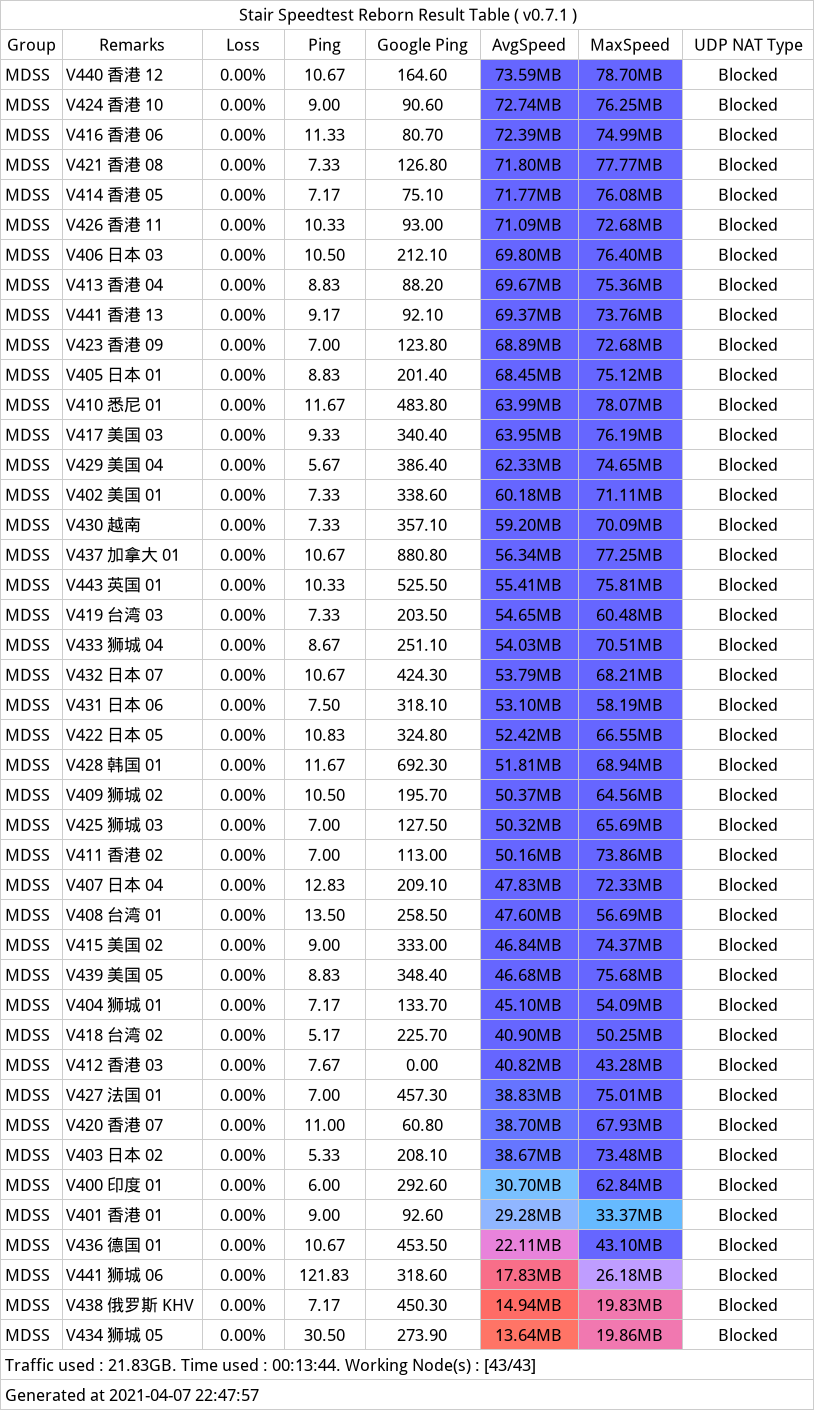 Stair Speedtest Reborn Result Table ( v0.7.1 )
Group Remarks Loss Ping Google Ping AvgSpeed MaxSpeed UDP NAT Type
MDSS V440 香港 12 0.00% 10.67 164.60 73.59MB 78.70MB Blocked
MDSS V424 香港 10 0.00% 9.00 90.60 72.74MB 76.25MB Blocked
MDSS V416 香港 06 0.00% 11.33 80.70 72.39MB 74.99MB Blocked
MDSS V421 香港 08 0.00% 7.33 126.80 71.80MB 77.77MB Blocked
MDSS V414 香港 05 0.00% 7.17 75.10 71.77MB 76.08MB Blocked
MDSS V426 香港 11 0.00% 10.33 93.00 71.09MB 72.68MB Blocked
MDSS V406 日本 03 0.00% 10.50 212.10 69.80MB 76.40MB Blocked
MDSS V413 香港 04 0.00% 8.83 88.20 69.67MB 75.36MB Blocked
MDSS V441 香港 13 0.00% 9.17 92.10 69.37MB 73.76MB Blocked
MDSS V423 香港 09 0.00% 7.00 123.80 68.89MB 72.68MB Blocked
MDSS V405 日本 01 0.00% 8.83 201.40 68.45MB 75.12MB Blocked
MDSS V410 悉尼 01 0.00% 11.67 483.80 63.99MB 78.07MB Blocked
MDSS V417 美国 03 0.00% 9.33 340.40 63.95MB 76.19MB Blocked
MDSS V429 美国 04 0.00% 5.67 386.40 62.33MB 74.65MB Blocked
MDSS V402 美国 01 0.00% 7.33 338.60 60.18MB 71.11MB Blocked
MDSS V430 越南 0.00% 7.33 357.10 59.20MB 70.09MB Blocked
MDSS V437 加拿大 01 0.00% 10.67 880.80 56.34MB 77.25MB Blocked
MDSS V443 英国 01 0.00% 10.33 525.50 55.41MB 75.81MB Blocked
MDSS V419 台湾 03 0.00% 7.33 203.50 54.65MB 60.48MB Blocked
MDSS V433 狮城 04 0.00% 8.67 251.10 54.03MB 70.51MB Blocked
MDSS V432 日本 07 0.00% 10.67 424.30 53.79MB 68.21MB Blocked
MDSS V431 日本 06 0.00% 7.50 318.10 53.10MB 58.19MB Blocked
MDSS V422 日本 05 0.00% 10.83 324.80 52.42MB 66.55MB Blocked
MDSS V428 韩国 01 0.00% 11.67 692.30 51.81MB 68.94MB Blocked
MDSS V409 狮城 02 0.00% 10.50 195.70 50.37MB 64.56MB Blocked
MDSS V425 狮城 03 0.00% 7.00 127.50 50.32MB 65.69MB Blocked
MDSS V411 香港 02 0.00% 7.00 113.00 50.16MB 73.86MB Blocked
MDSS V407 日本 04 0.00% 12.83 209.10 47.83MB 72.33MB Blocked
MDSS V408 台湾 01 0.00% 13.50 258.50 47.60MB 56.69MB Blocked
MDSS V415 美国 02 0.00% 9.00 333.00 46.84MB 74.37MB Blocked
MDSS V439 美国 05 0.00% 8.83 348.40 46.68MB 75.68MB Blocked
MDSS V404 狮城 01 0.00% 7.17 133.70 45.10MB 54.09MB Blocked
MDSS V418 台湾 02 0.00% 5.17 225.70 40.90MB 50.25MB Blocked
MDSS V412 香港 03 0.00% 7.67 0.00 40.82MB 43.28MB Blocked
MDSS V427 法国 01 0.00% 7.00 457.30 38.83MB 75.01MB Blocked
MDSS V420 香港 07 0.00% 11.00 60.80 38.70MB 67.93MB Blocked
MDSS V403 日本 02 0.00% 5.33 208.10 38.67MB 73.48MB Blocked
MDSS V400 印度 01 0.00% 6.00 292.60 30.70MB 62.84MB Blocked
MDSS V401 香港 01 0.00% 9.00 92.60 29.28MB 33.37MB Blocked
MDSS V436 德国 01 0.00% 10.67 453.50 22.11MB 43.10MB Blocked
MDSS V441 狮城 06 0.00% 121.83 318.60 17.83MB 26.18MB Blocked
MDSS V438 俄罗斯 KHV 0.00% 7.17 450.30 14.94MB 19.83MB Blocked
MDSS V434 狮城 05 0.00% 30.50 273.90 13.64MB 19.86MB Blocked
Traffic used : 21.83GB. Time used : 00:13:44. Working Node(s) : [43/43]
Generated at 2021-04-07 22:47:57